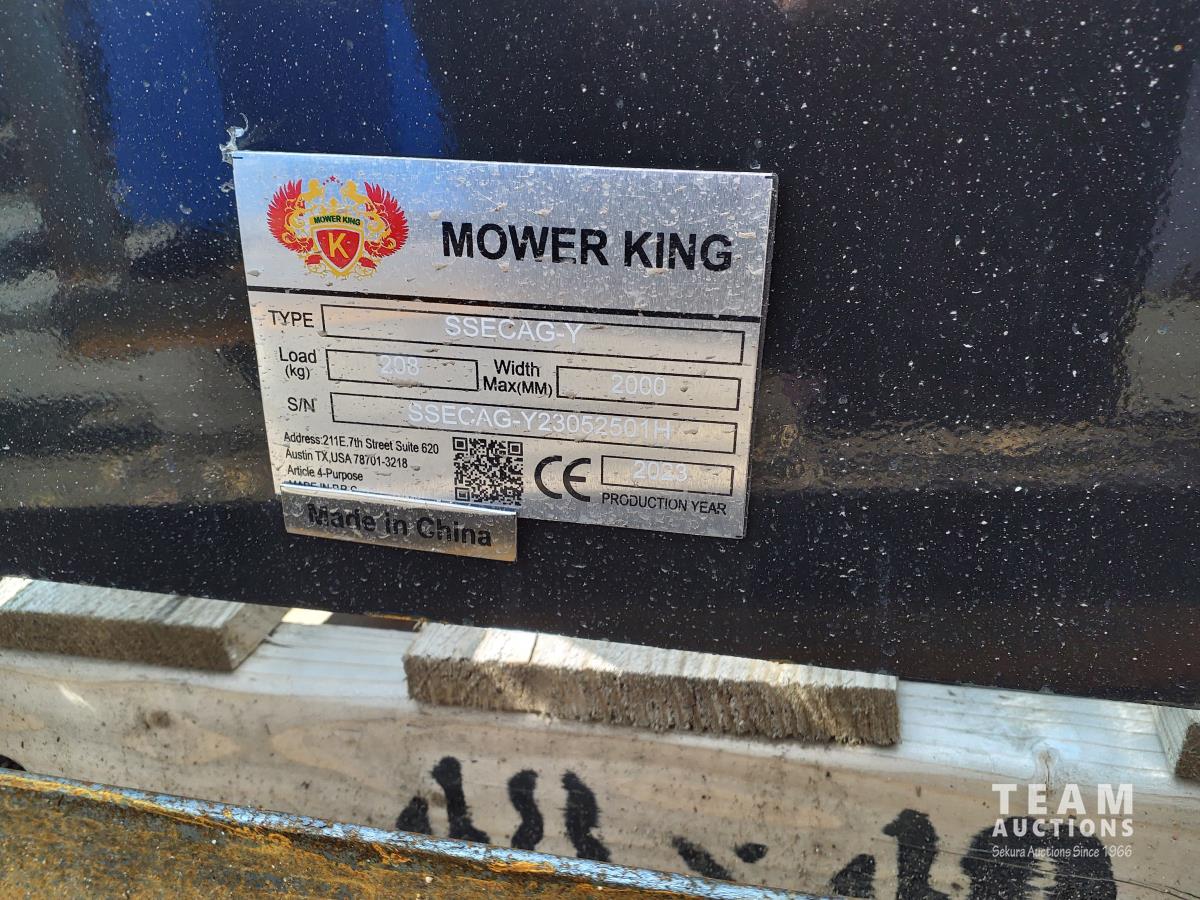 MOWER KING
K
MOWER KING
TYPE SSECAG-Y
Load (kg) 208 Width Max(MM) 2000
S/N SSECAG-Y23052501H
Address:211E,7th Street Suite 620
Austin TX,USA 78701-3218
Article 4-Purpose
CE 2023
PRODUCTION YEAR
Made in China
TEAM
AUCTIONS
Sekura Auctions Since 1966